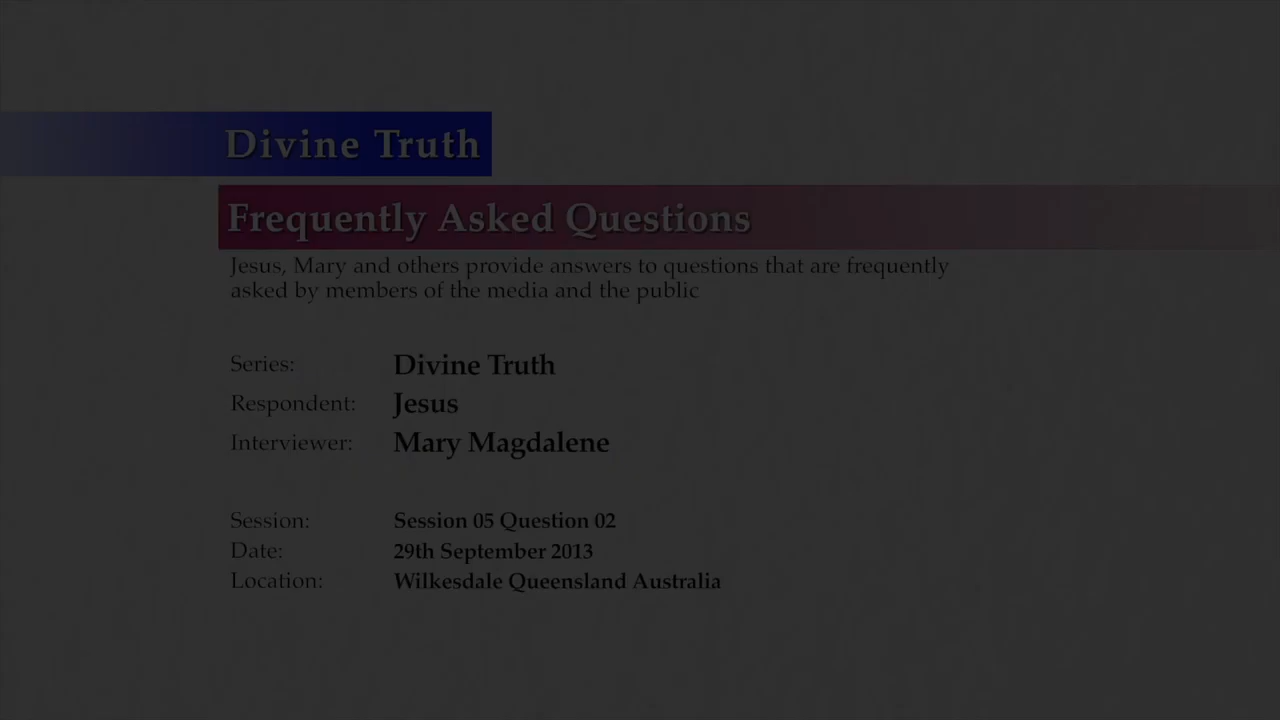 Divine Truth
Frequently Asked Questions
Jesus, Mary and others provide answers to questions that are frequently
asked by members of the media and the public
Series: Divine Truth
Respondent: Jesus
Interviewer: Mary Magdalene
Session: Session 05 Question 02
Date: 29th September 2013
Location: Wilkesdale Queensland Australia